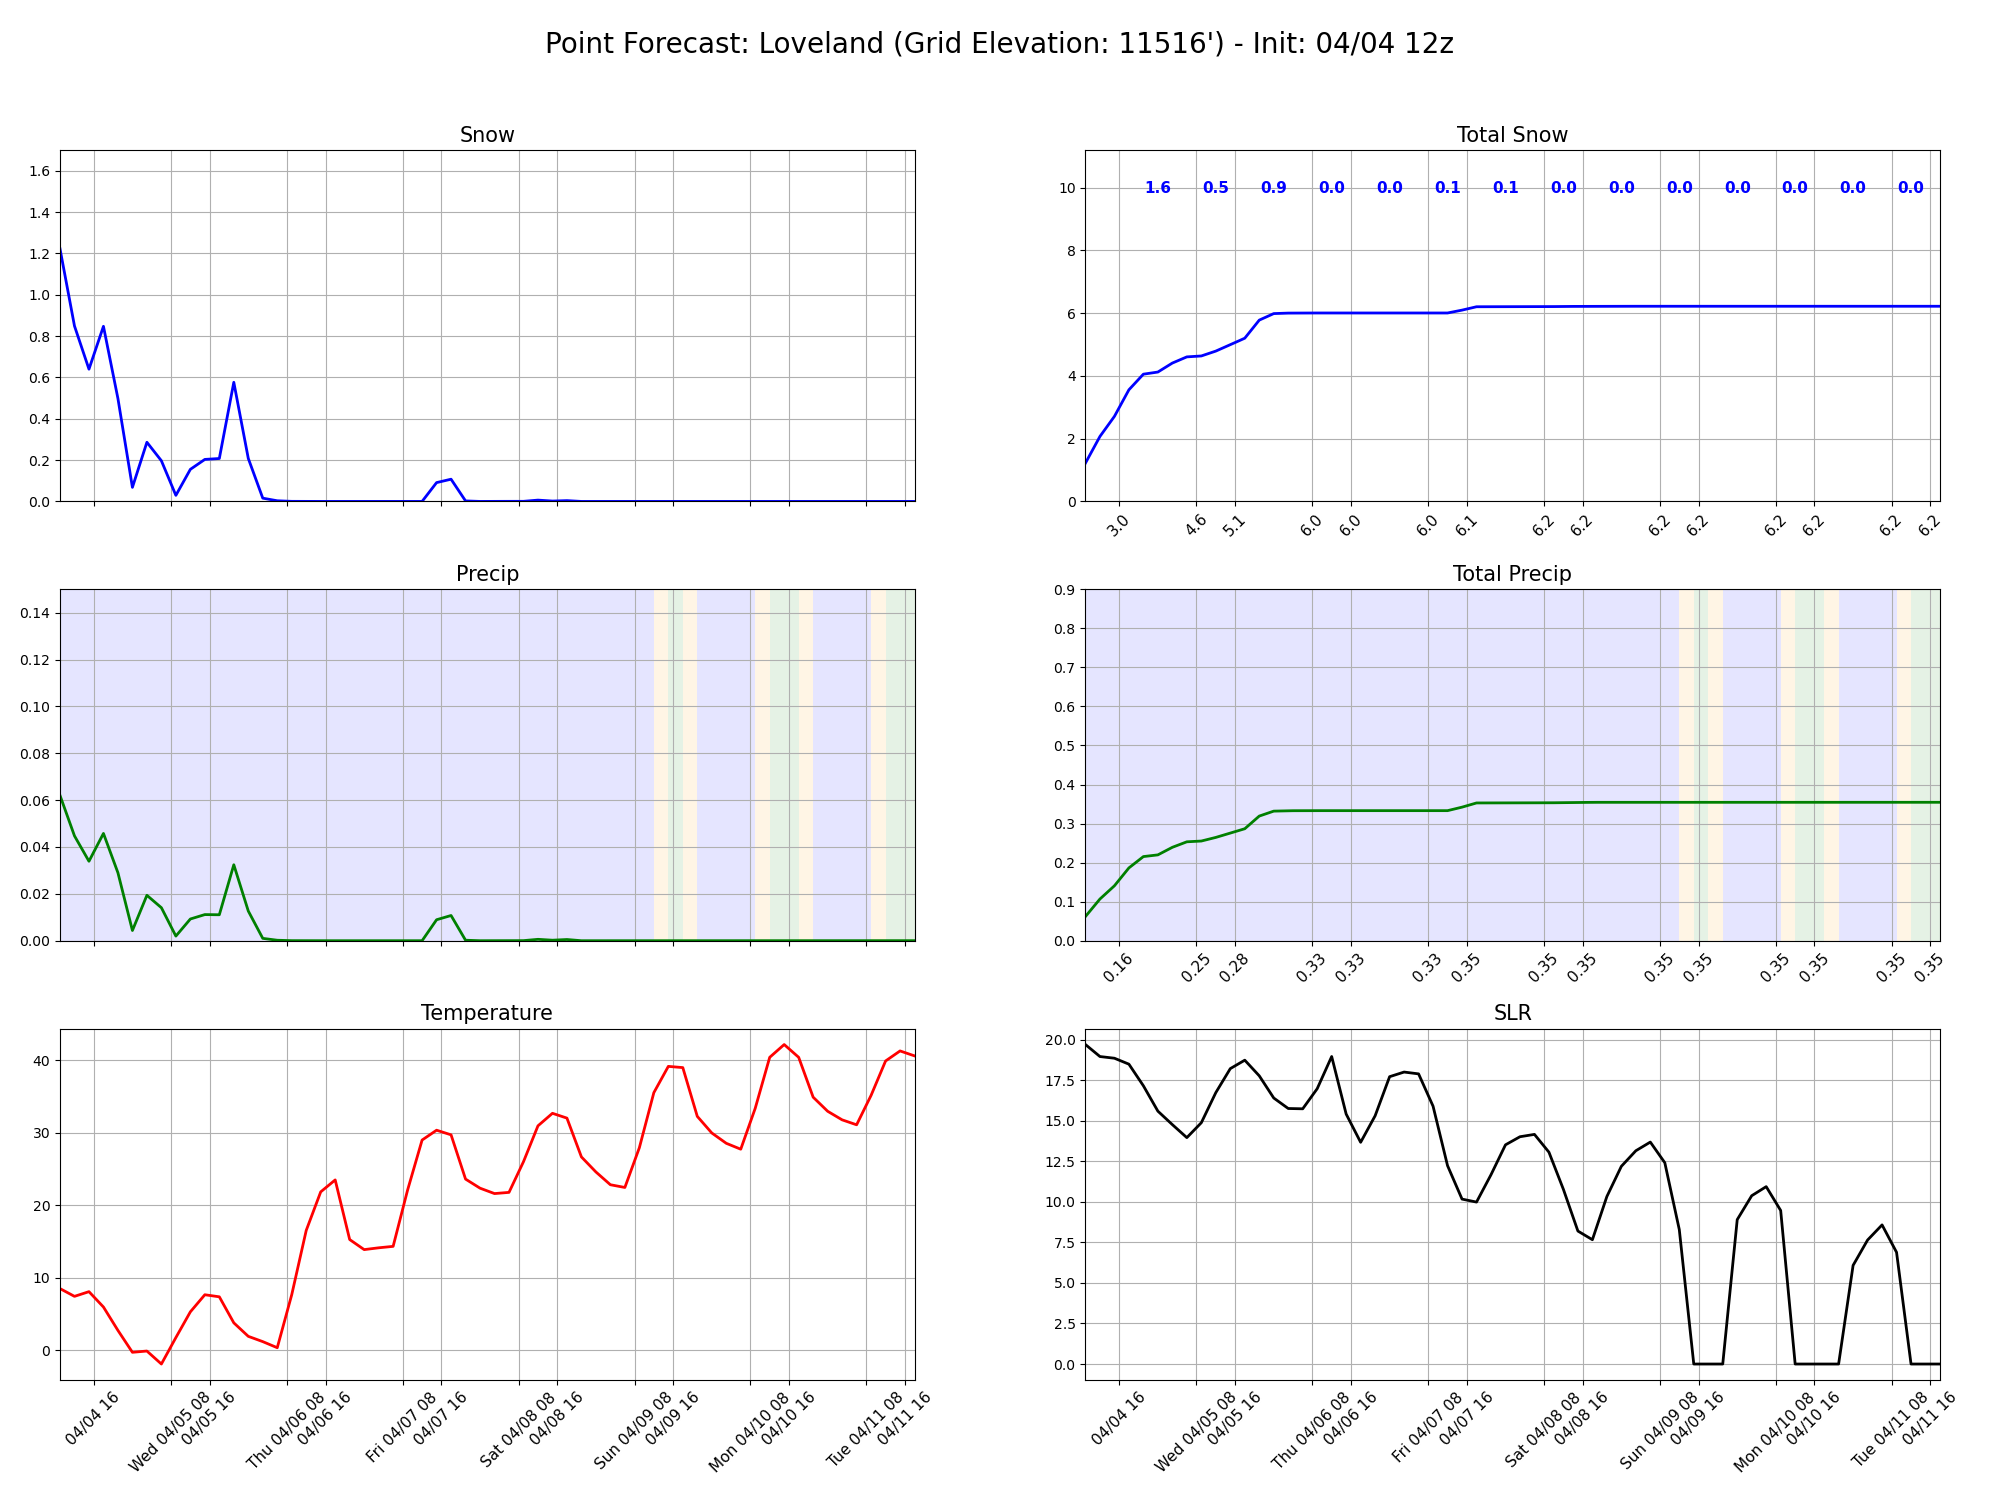 Point Forecast: Loveland (Grid Elevation: 11516') - Init: 04/04 12z
Snow
1.6
1.4
1.2
1.0
0.8
0.6
0.4
0.2
0.0
Total Snow
10
8
6
4
2
0
1.6 0.5 0.9 0.0 0.0 0.1 0.1 0.0 0.0 0.0 0.0 0.0 0.0 0.0
3.0 4.6 5.1 6.0 6.0 6.0 6.1 6.2 6.2 6.2 6.2 6.2 6.2 6.2 6.2
Precip
0.14
0.12
0.10
0.08
0.06
0.04
0.02
0.00
Total Precip
0.9
0.8
0.7
0.6
0.5
0.4
0.3
0.2
0.1
0.0
0.16 0.25 0.28 0.33 0.33 0.33 0.35 0.35 0.35 0.35 0.35 0.35 0.35 0.35 0.35
Temperature
40
30
20
10
0
04/04 16
Wed 04/05 08
04/05 16
Thu 04/06 08
04/06 16
Fri 04/07 08
04/07 16
Sat 04/08 08
04/08 16
Sun 04/09 08
04/09 16
Mon 04/10 08
04/10 16
Tue 04/11 08
04/11 16
SLR
20.0
17.5
15.0
12.5
10.0
7.5
5.0
2.5
0.0
04/04 16
Wed 04/05 08
04/05 16
Thu 04/06 08
04/06 16
Fri 04/07 08
04/07 16
Sat 04/08 08
04/08 16
Sun 04/09 08
04/09 16
Mon 04/10 08
04/10 16
Tue 04/11 08
04/11 16